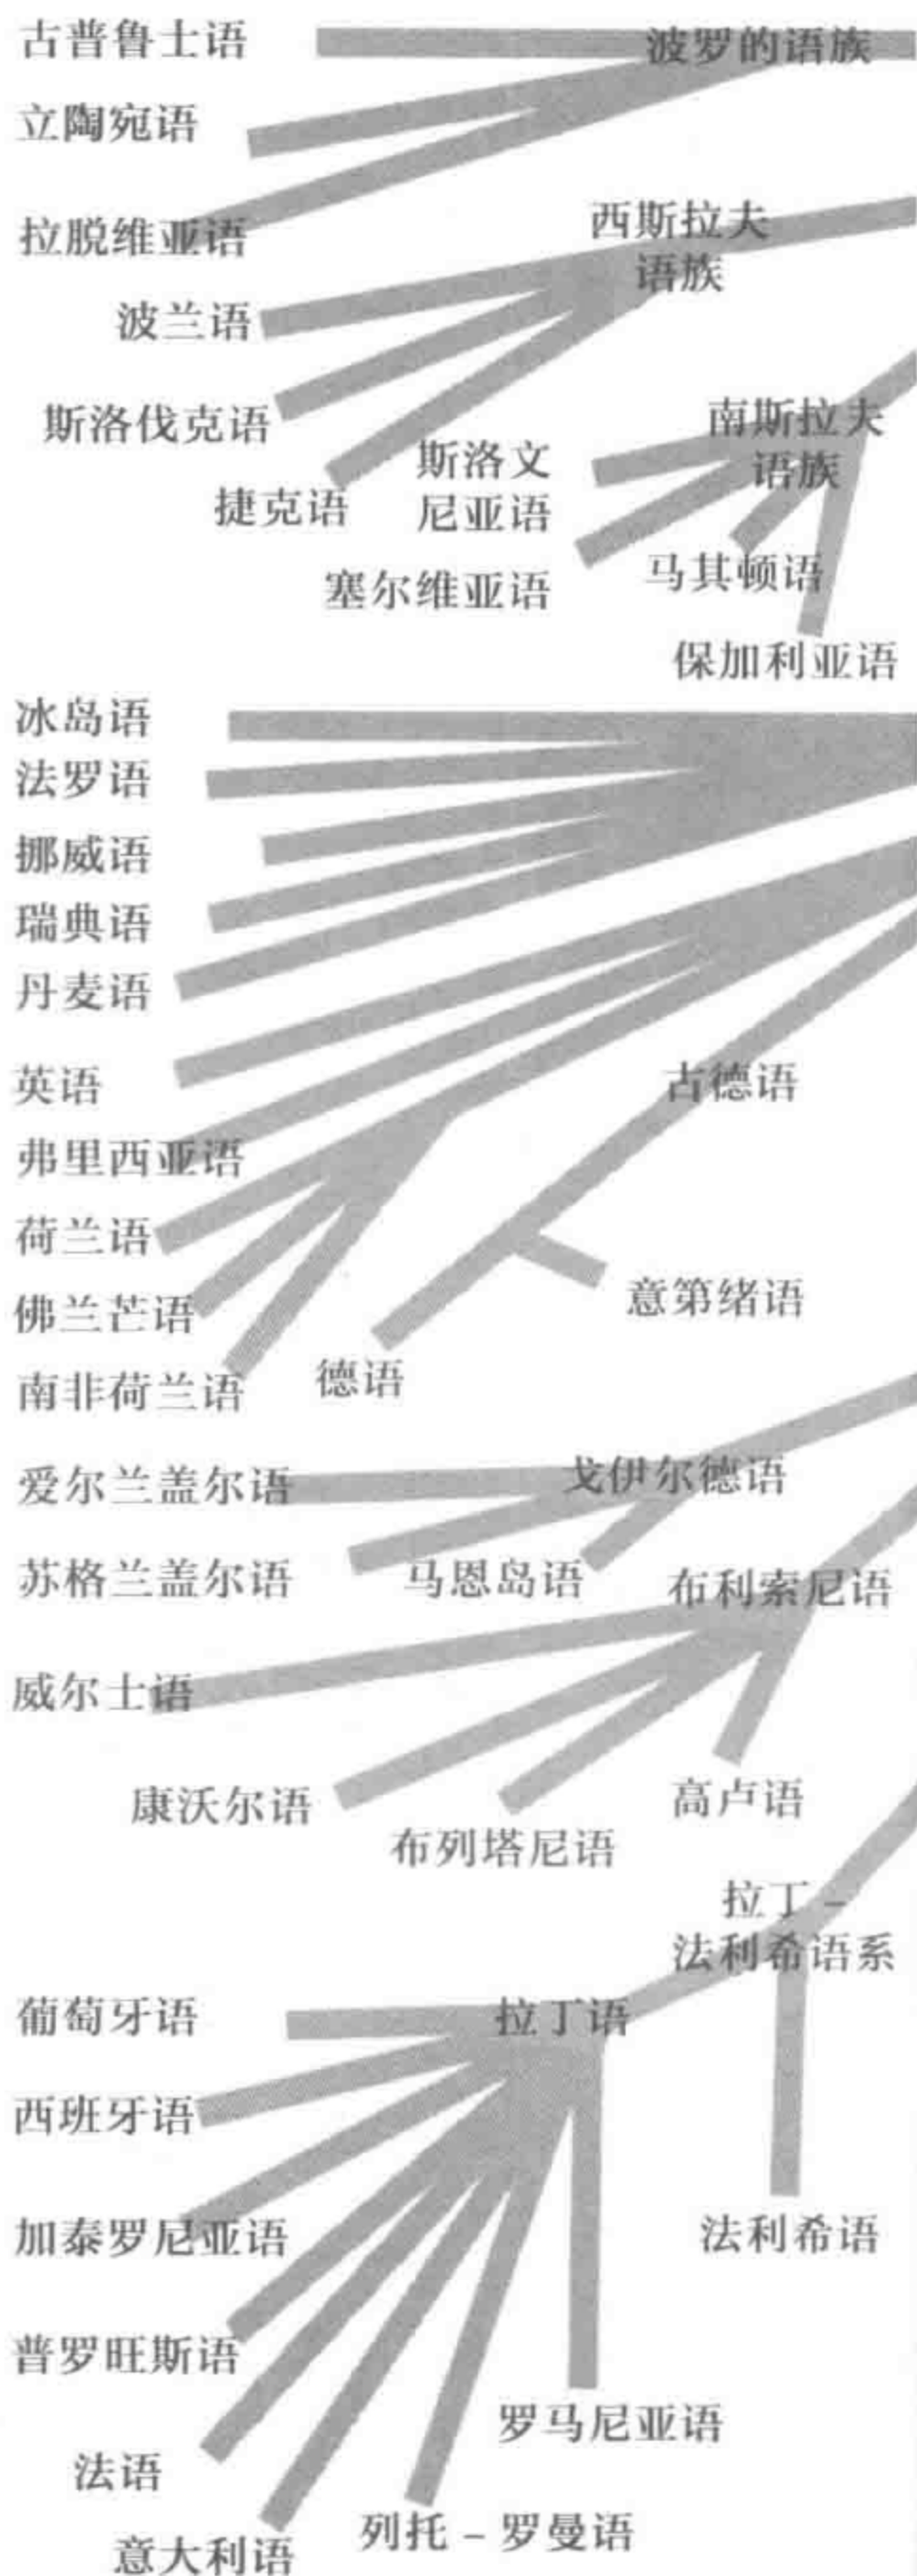 古普鲁士语
波罗的语族
立陶宛语
拉脱维亚语
西斯拉夫
语族
波兰语
斯洛伐克语
捷克语
南斯拉夫
语族
斯洛文
尼亚语
塞尔维亚语
马其顿语
保加利亚语
冰岛语
法罗语
挪威语
瑞典语
丹麦语
英语
弗里西亚语
荷兰语
佛兰芒语
南非荷兰语
古德语
意第绪语
德语
爱尔兰盖尔语
戈伊尔德语
苏格兰盖尔语
马恩岛语
布利索尼语
威尔士语
康沃尔语
布列塔尼语
高卢语
拉丁－
法利希语系
葡萄牙语
拉丁语
西班牙语
加泰罗尼亚语
法利希语
普罗旺斯语
罗马尼亚语
法语
列托－罗曼语
意大利语